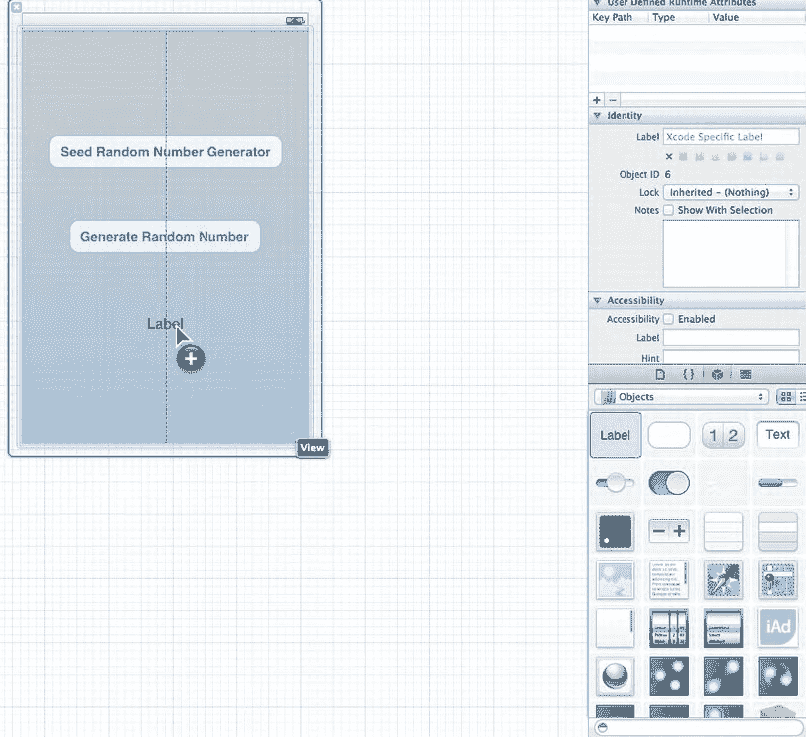 Seed Random Number Generator
Generate Random Number
Label
View
User Defined Runtime Attributes
Key Path Type Value
Identity
Label Xcode Specific Label
Object ID 6
Lock Inherited - (Nothing)
Notes Show With Selection
Accessibility
Accessibility Enabled
Label
Hint
{ }
Objects
Label 1 2 Text
iAd